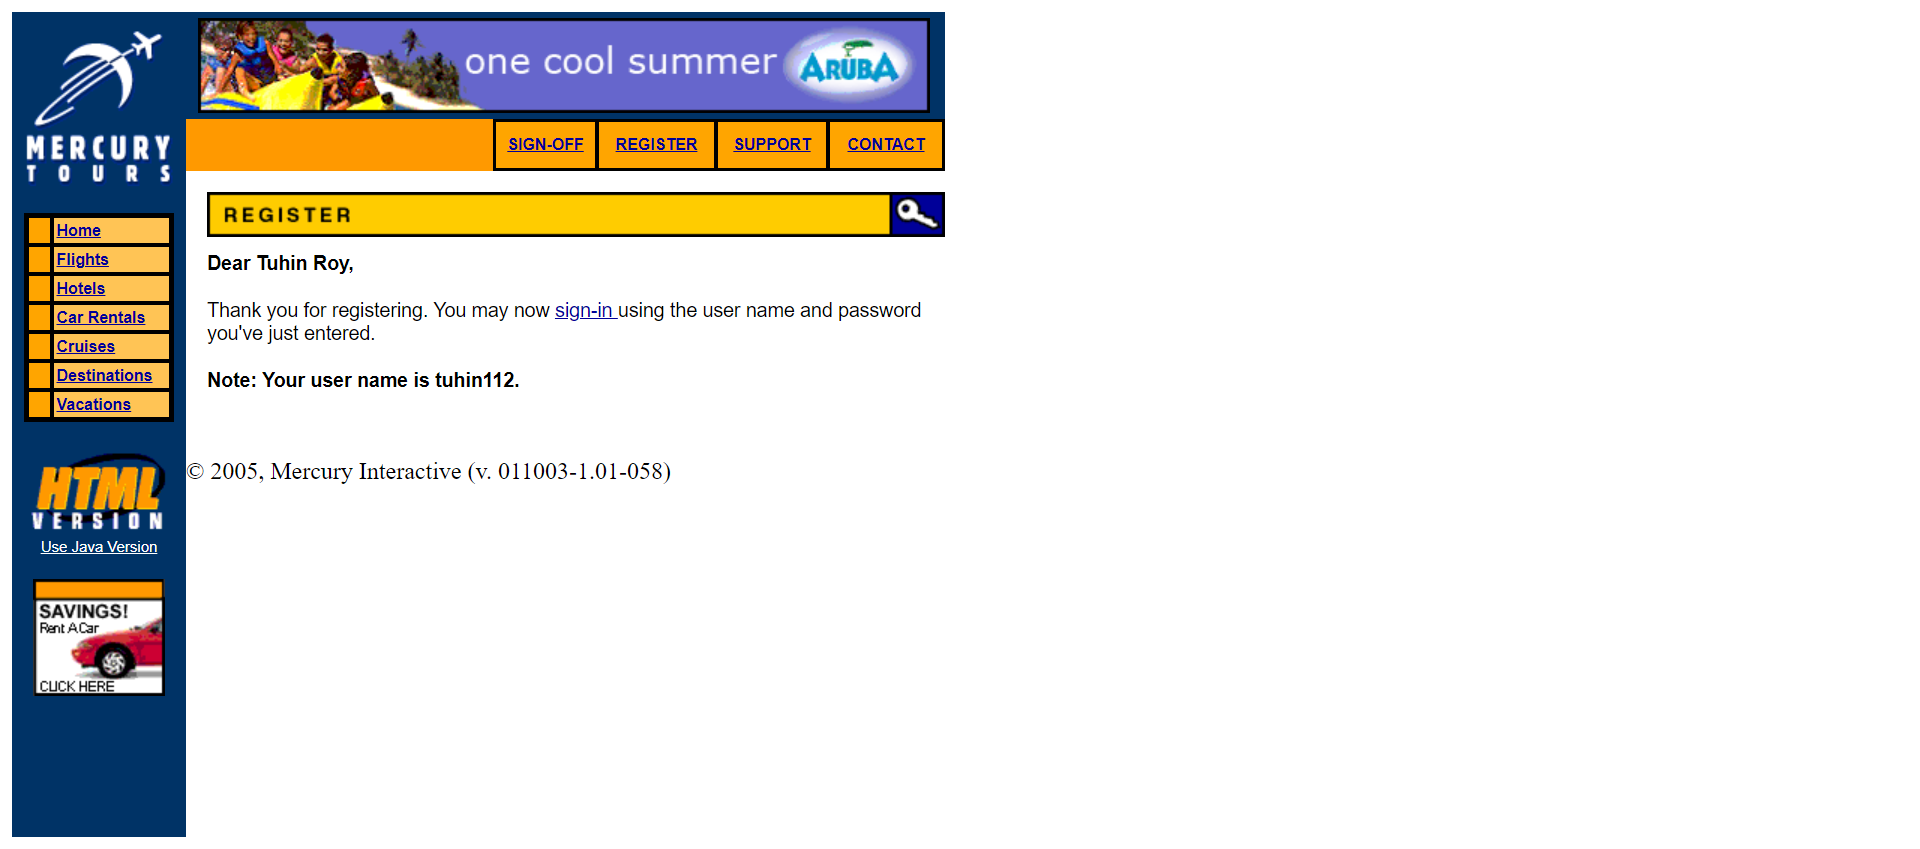 one cool summer ARUBA
MERCURY
TOURS
SIGN-OFF REGISTER SUPPORT CONTACT
REGISTER
Home
Flights
Hotels
Car Rentals
Cruises
Destinations
Vacations
Dear Tuhin Roy,
Thank you for registering. You may now sign-in using the user name and password
you've just entered.
Note: Your user name is tuhin112.
© 2005, Mercury Interactive (v. 011003-1.01-058)
HTML
VERSION
Use Java Version
SAVINGS!
Rent A Car
CLICK HERE